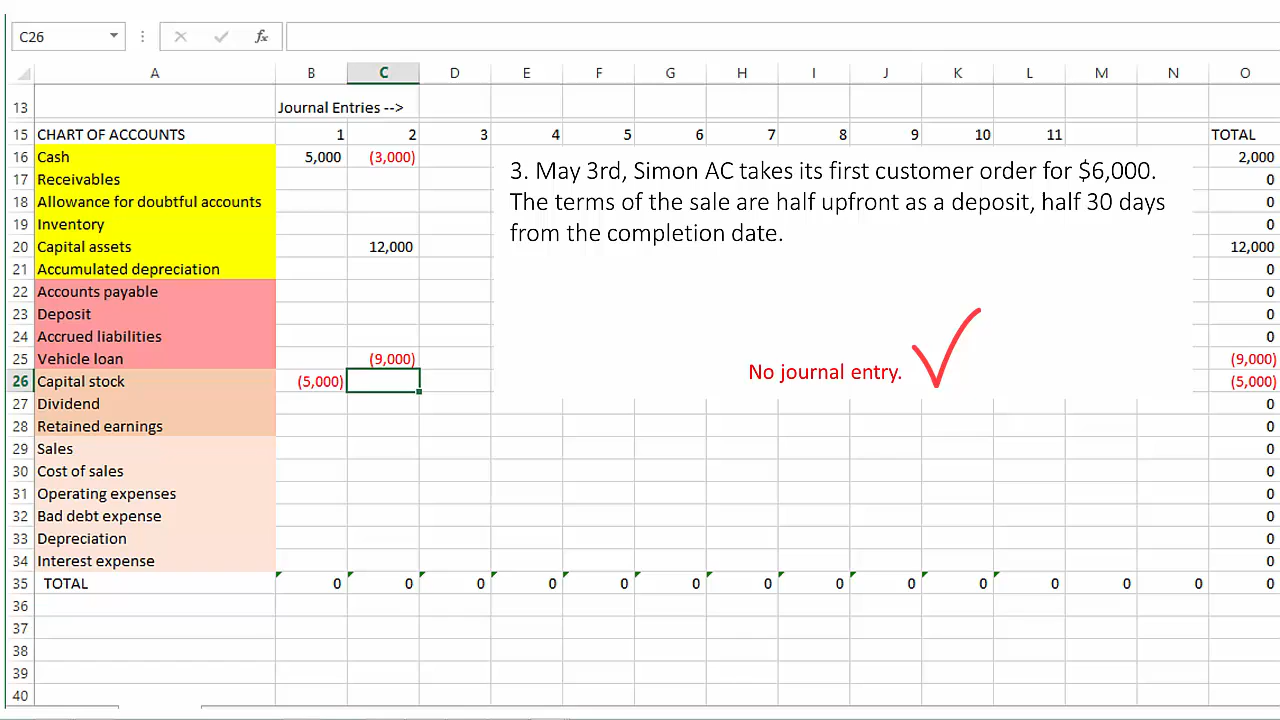 C26 fx
A B C D E F G H I J K L M N O
13 Journal Entries -->
15 CHART OF ACCOUNTS 1 2 3 4 5 6 7 8 9 10 11 TOTAL
16 Cash 5,000 (3,000) 2,000
17 Receivables 0
18 Allowance for doubtful accounts 0
19 Inventory 0
20 Capital assets 12,000 12,000
21 Accumulated depreciation 0
22 Accounts payable 0
23 Deposit 0
24 Accrued liabilities 0
25 Vehicle loan (9,000) (9,000)
26 Capital stock (5,000) (5,000)
27 Dividend 0
28 Retained earnings 0
29 Sales 0
30 Cost of sales 0
31 Operating expenses 0
32 Bad debt expense 0
33 Depreciation 0
34 Interest expense 0
35 TOTAL 0 0 0 0 0 0 0 0 0 0 0 0 0 0
36
37
38
39
40
3. May 3rd, Simon AC takes its first customer order for $6,000.
The terms of the sale are half upfront as a deposit, half 30 days
from the completion date.
No journal entry.